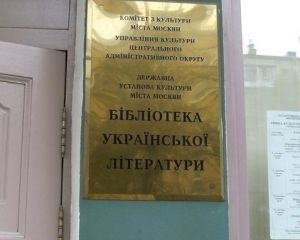 КОМІТЕТ З КУЛЬТУРИ
МІСТА МОСКВИ
УПРАВЛІННЯ КУЛЬТУРИ
ЦЕНТРАЛЬНОГО
АДМІНІСТРАТИВНОГО ОКРУГУ
ДЕРЖАВНА
УСТАНОВА КУЛЬТУРИ
МІСТА МОСКВИ
БІБЛІОТЕКА
УКРАЇНСЬКОЇ
ЛІТЕРАТУРИ